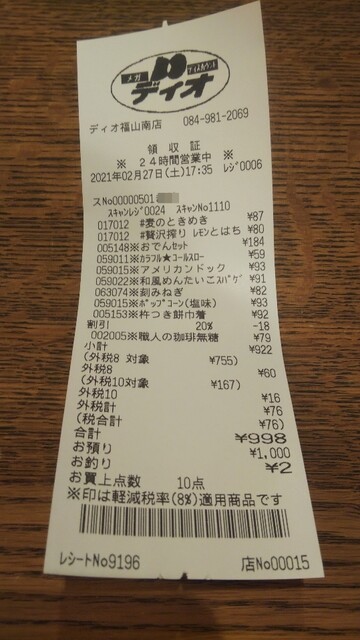 メガ ディスカウント
ディオ
ディオ福山南店 084-981-2069
領収証
※ 24時間営業中 ※
2021年02月27日(土)17:35 レジ0006
スNo00000501
スキャンレジ0024 スキャンNo1110
017012 #麦のときめき ¥87
017012 #贅沢搾り レモンとはち ¥80
005148※おでんセット ¥184
059011※カラフル★コールスロー ¥59
059015※アメリカンドック ¥93
059022※和風めんたいこスパゲ ¥91
063074※刻みねぎ ¥82
059015※ポップコーン(塩味) ¥93
005153※杵つき餅巾着 ¥92
割引 20% -18
002005※職人の珈琲無糖 ¥79
小計 ¥922
(外税8 対象 ¥755)
外税8 ¥60
(外税10対象 ¥167)
外税10 ¥16
外税計 ¥76
(税合計 ¥76)
合計 ¥998
お預り ¥1,000
お釣り ¥2
お買上点数 10点
※印は軽減税率(8%)適用商品です
レシートNo9196 店No00015